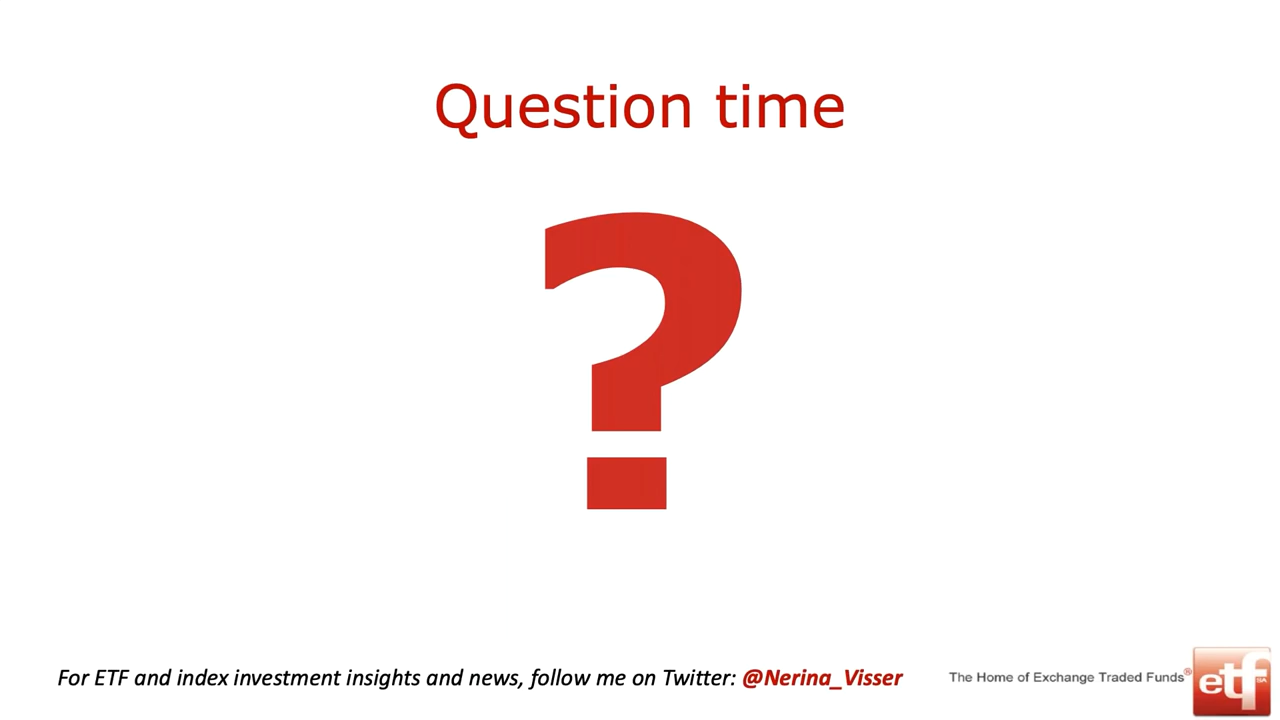 Question time
?
For ETF and index investment insights and news, follow me on Twitter: @Nerina_Visser
The Home of Exchange Traded Funds®
etf
SA